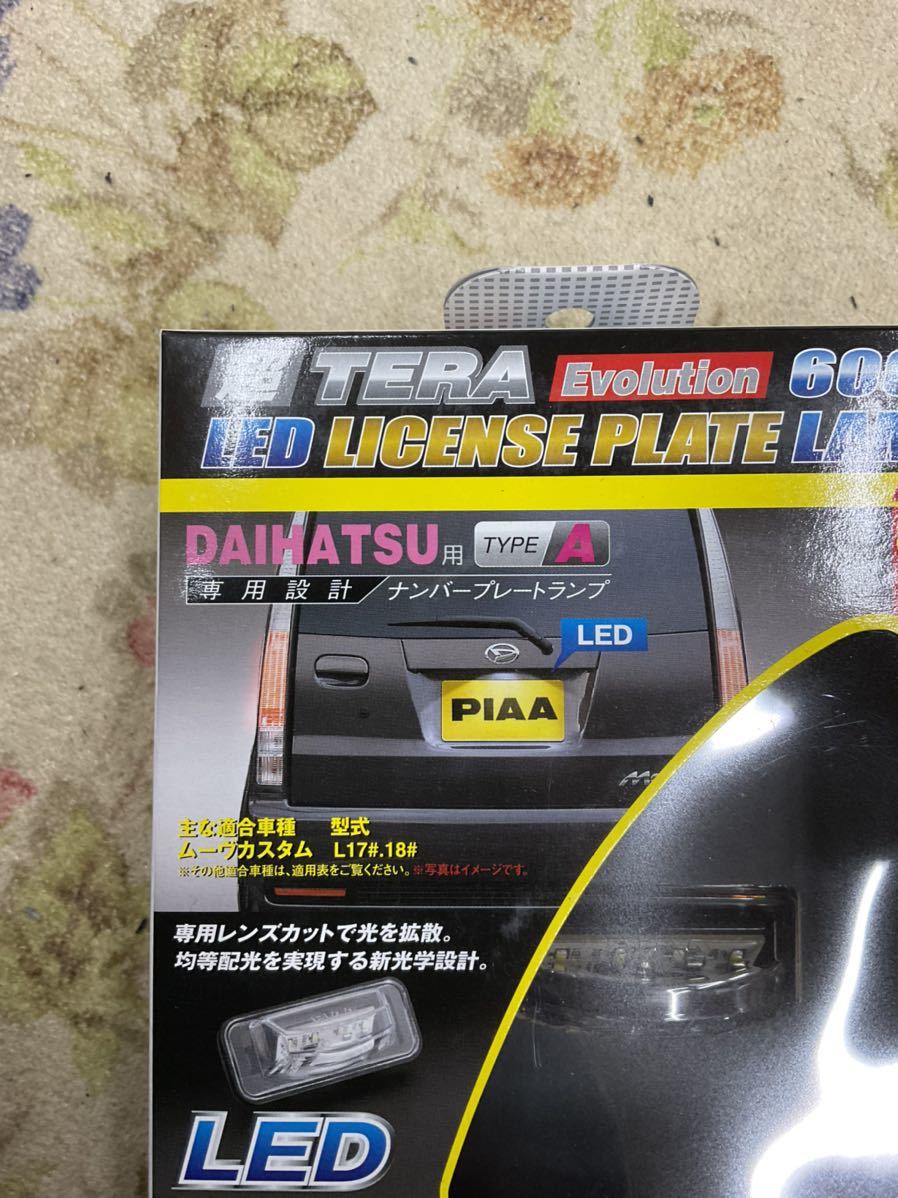 超 TERA Evolution 600
LED LICENSE PLATE
DAIHATSU用 TYPE A
専用設計 ナンバープレートランプ
LED
PIAA
主な適合車種 型式
ムーヴカスタム L17#.18#
※その他適合車種は、適用表をご覧ください。※写真はイメージです。
専用レンズカットで光を拡散。
均等配光を実現する新光学設計。
LED